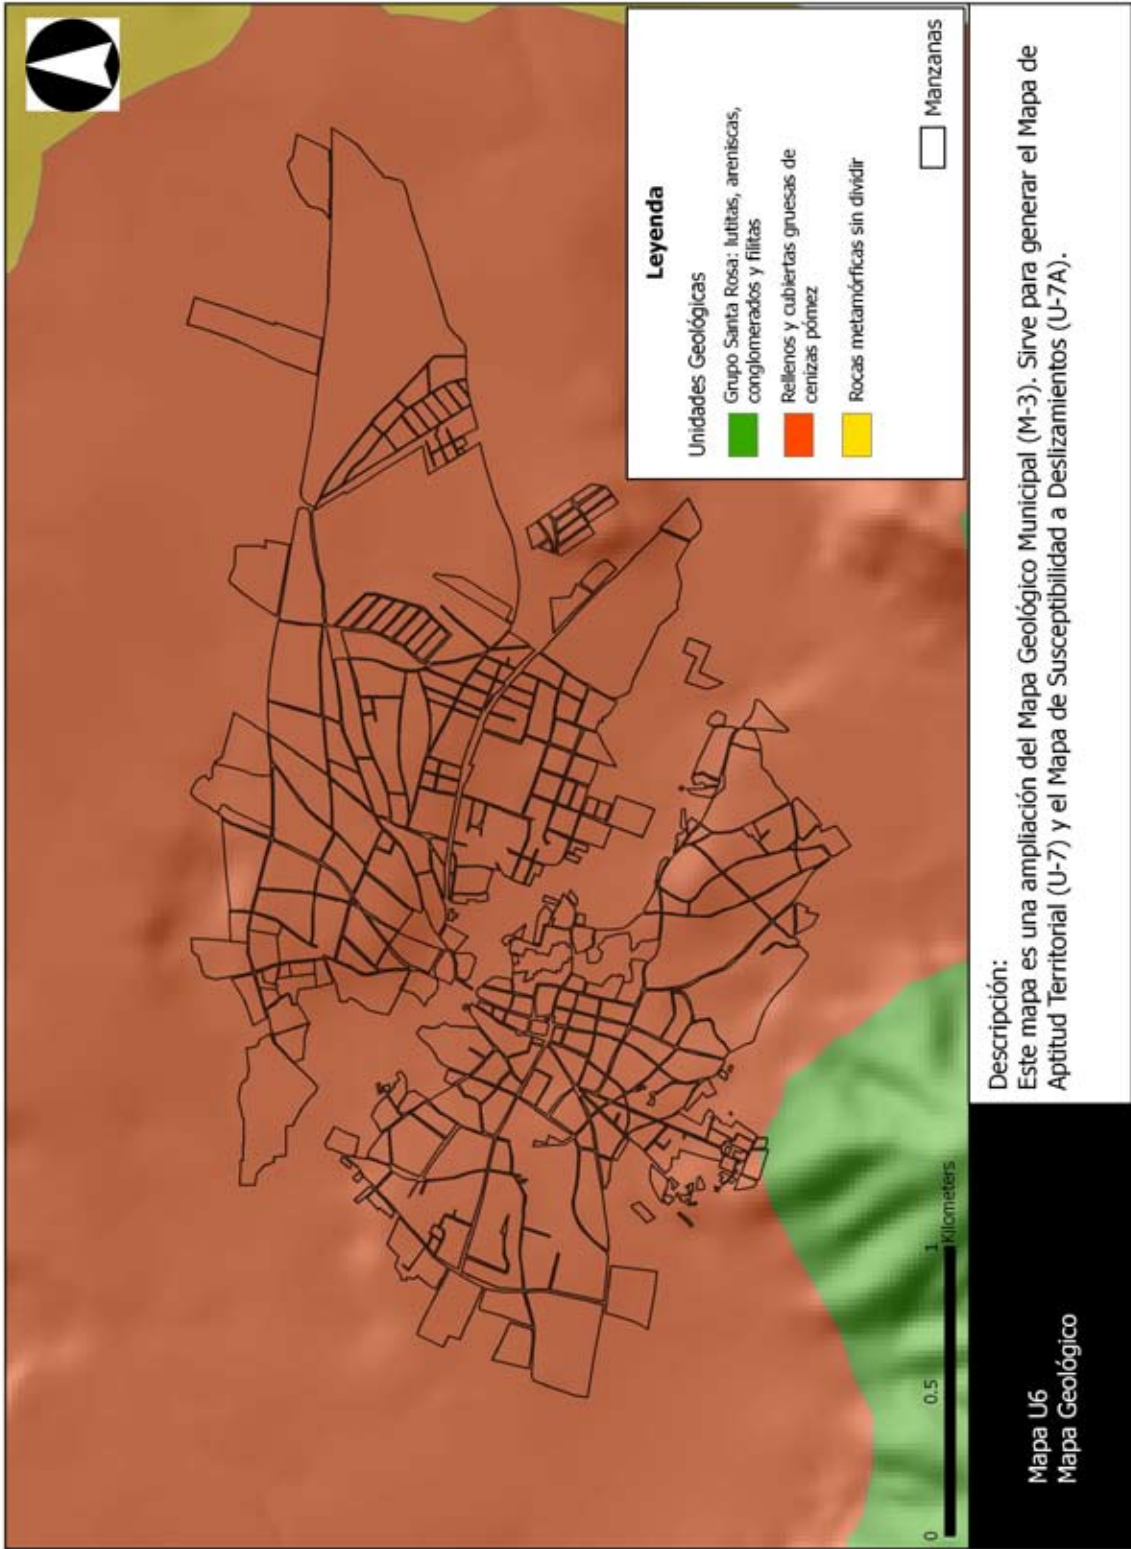 Leyenda
Unidades Geológicas
Grupo Santa Rosa: lutitas, areniscas,
conglomerados y filitas
Rellenos y cubiertas gruesas de
cenizas pómez
Rocas metamórficas sin dividir
Manzanas
0 0.5 1
Kilometers
Mapa U6
Mapa Geológico
Descripción:
Este mapa es una ampliación del Mapa Geológico Municipal (M-3). Sirve para generar el Mapa de
Aptitud Territorial (U-7) y el Mapa de Susceptibilidad a Deslizamientos (U-7A).